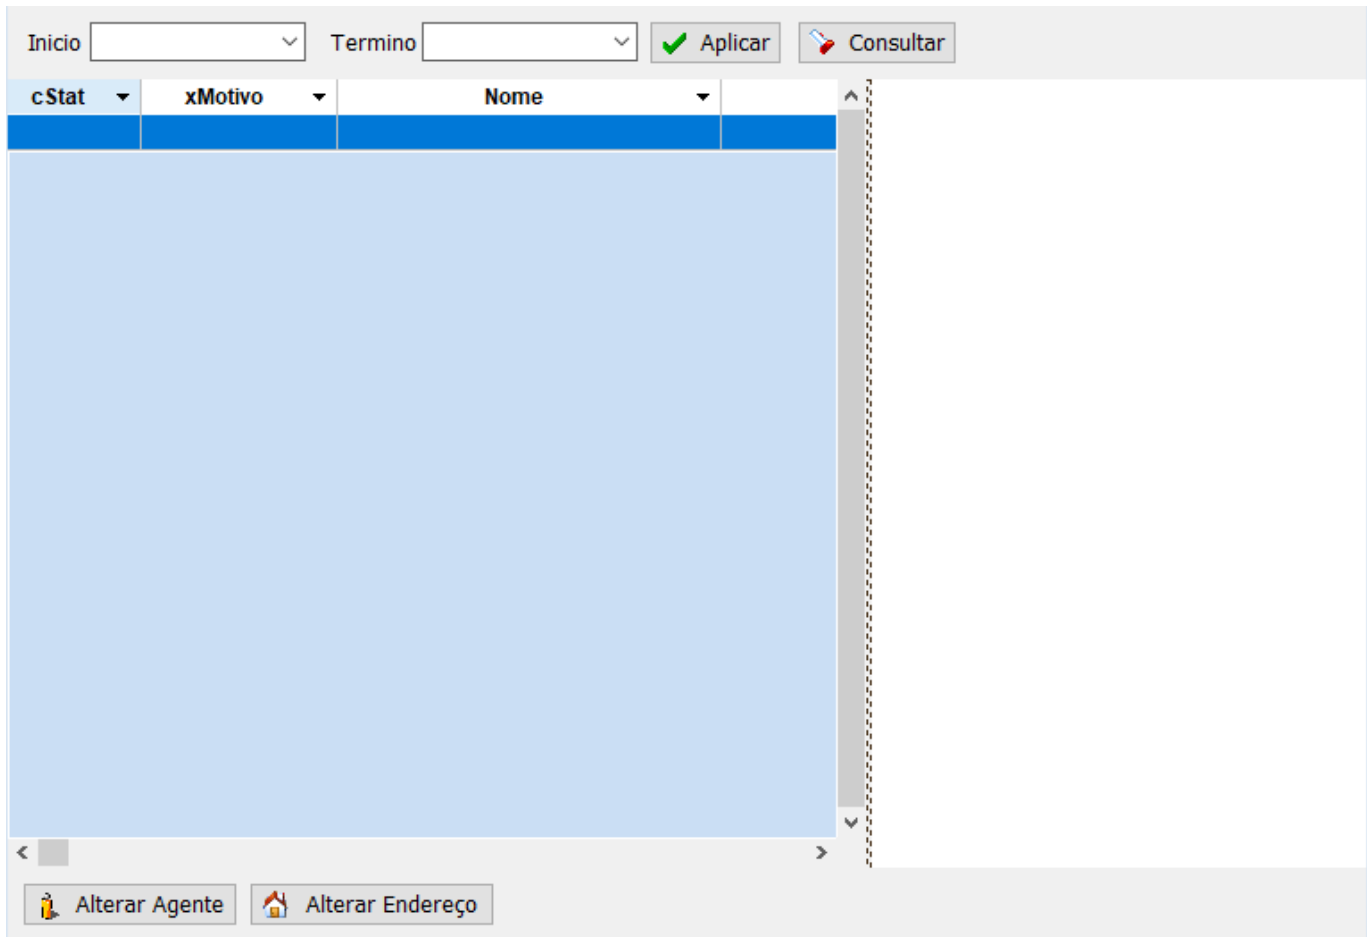 Inicio Termino Aplicar Consultar
cStat xMotivo Nome
Alterar Agente Alterar Endereço